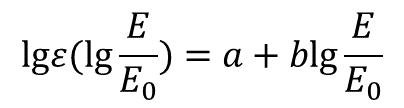 lgε(lg E/E₀) = a + blg E/E₀